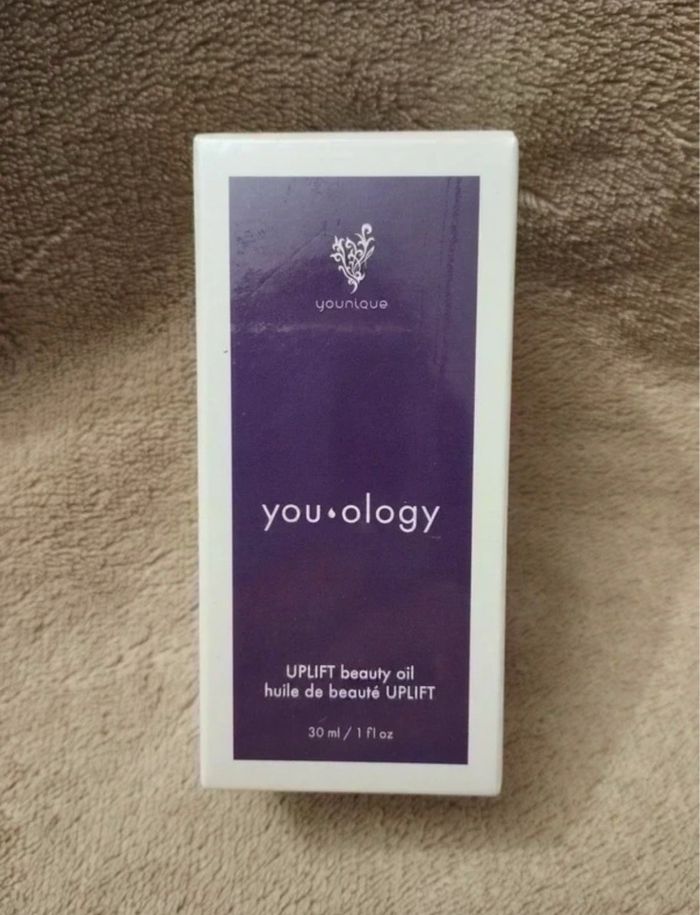 younique
you•ology
UPLIFT beauty oil
huile de beauté UPLIFT
30 ml / 1 fl oz